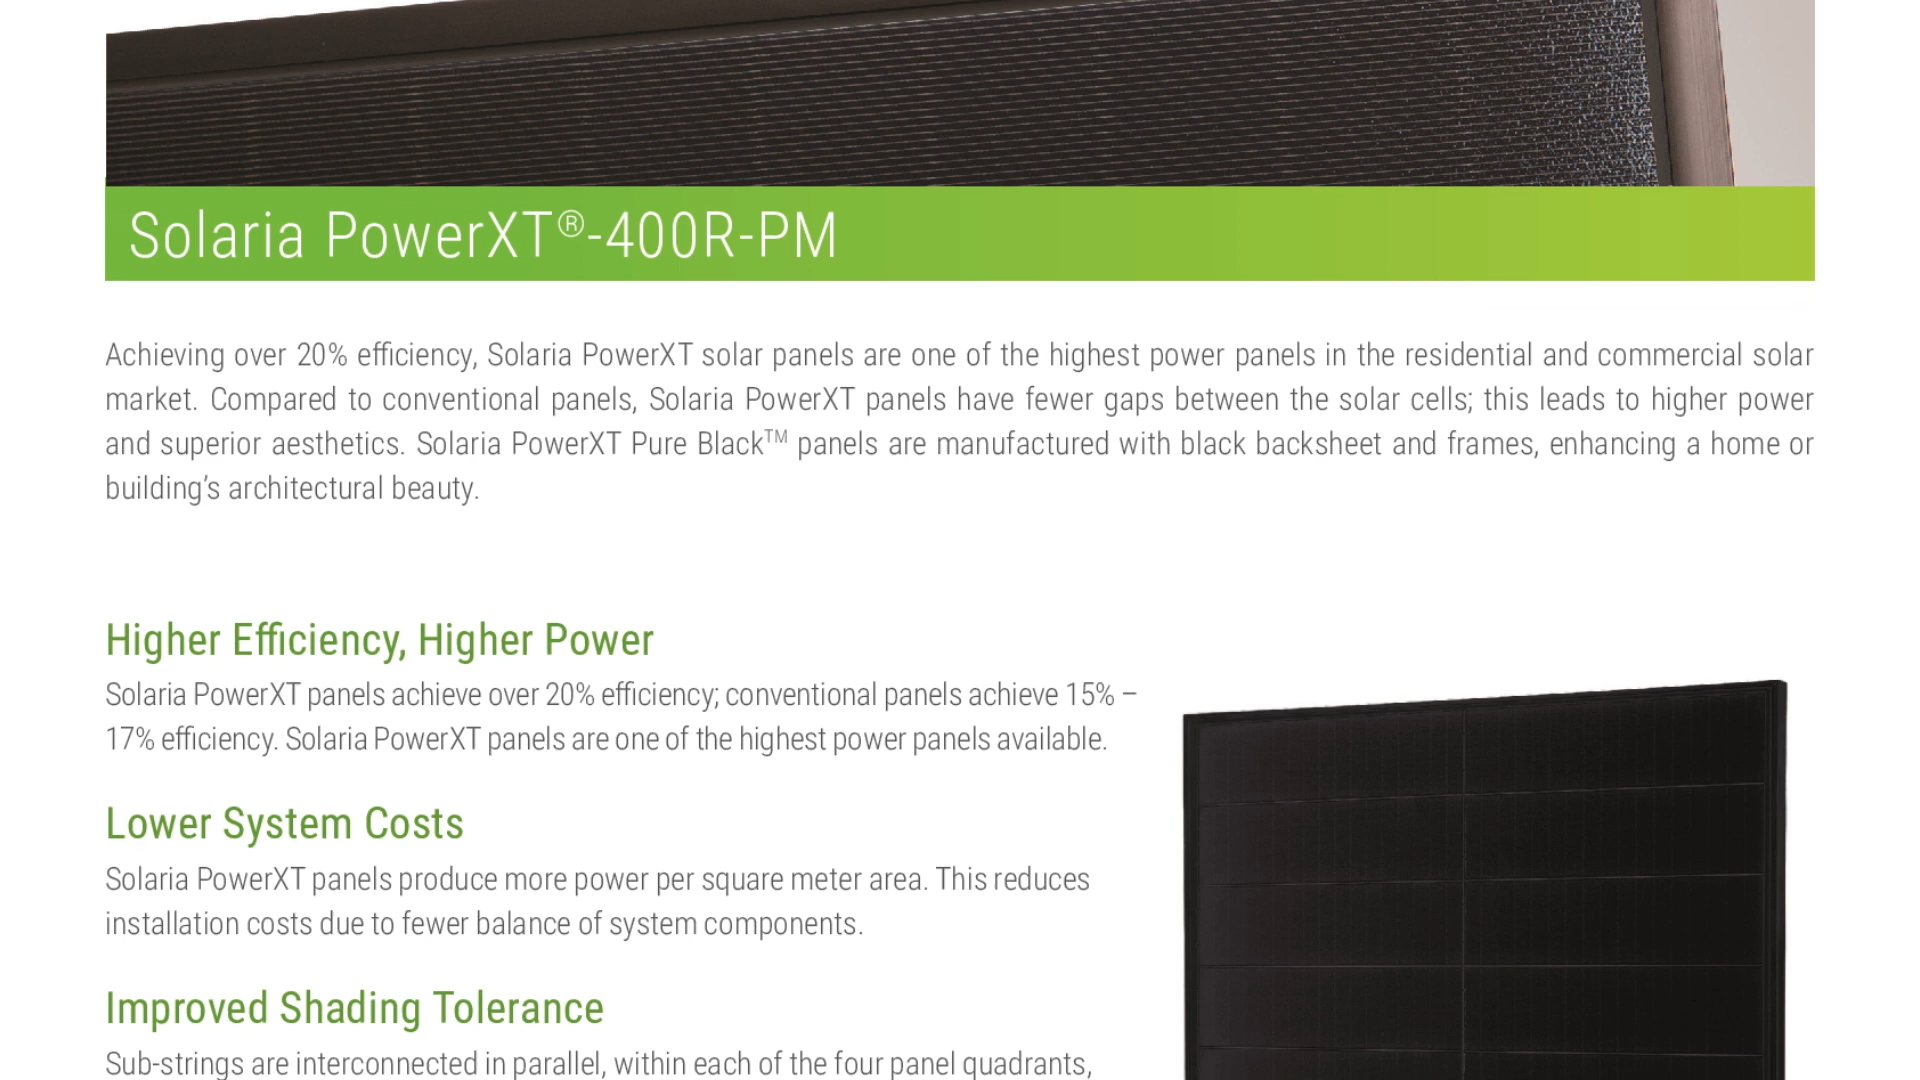 Solaria PowerXT®-400R-PM
Achieving over 20% efficiency, Solaria PowerXT solar panels are one of the highest power panels in the residential and commercial solar
market. Compared to conventional panels, Solaria PowerXT panels have fewer gaps between the solar cells; this leads to higher power
and superior aesthetics. Solaria PowerXT Pure Black™ panels are manufactured with black backsheet and frames, enhancing a home or
building’s architectural beauty.
Higher Efficiency, Higher Power
Solaria PowerXT panels achieve over 20% efficiency; conventional panels achieve 15% –
17% efficiency. Solaria PowerXT panels are one of the highest power panels available.
Lower System Costs
Solaria PowerXT panels produce more power per square meter area. This reduces
installation costs due to fewer balance of system components.
Improved Shading Tolerance
Sub-strings are interconnected in parallel, within each of the four panel quadrants,